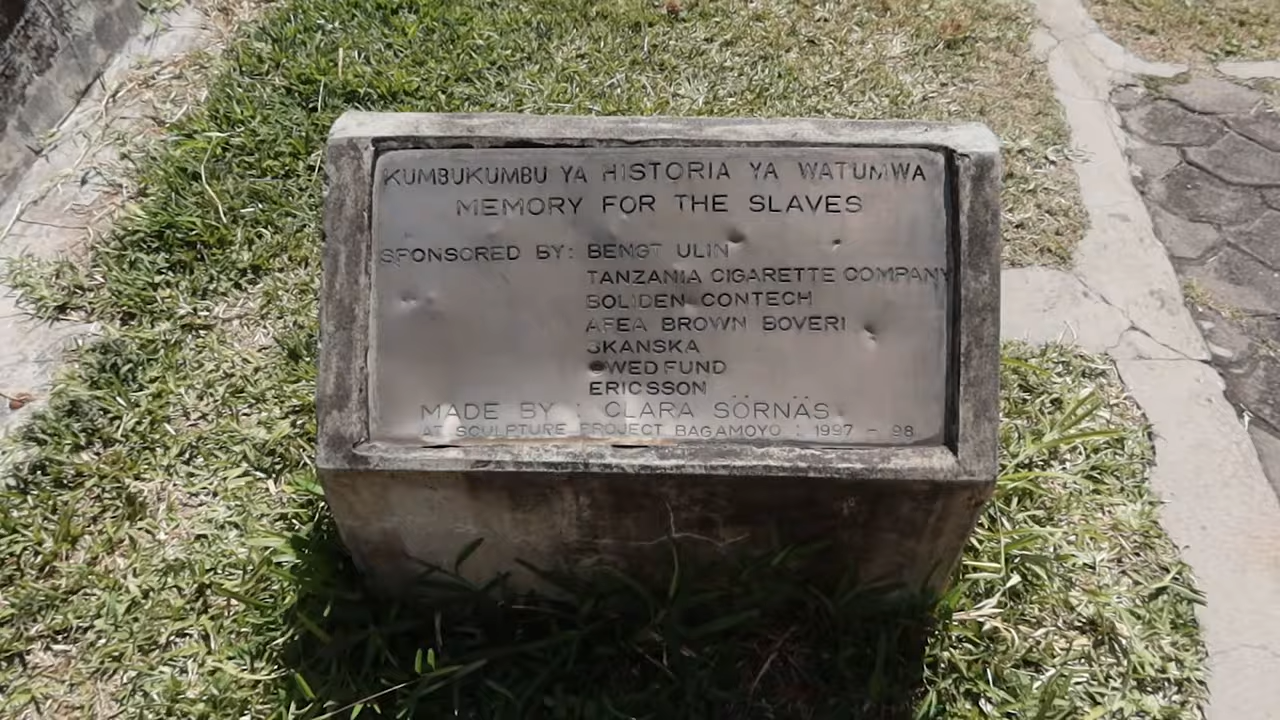 KUMBUKUMBU YA HISTORIA YA WATUMWA
MEMORY FOR THE SLAVES
SPONSORED BY: BENGT ULIN
TANZANIA CIGARETTE COMPANY
BOLIDEN CONTECH
AFEA BROWN BOVERI
SKANSKA
SWEDFUND
ERICSSON
MADE BY : CLARA SÖRNÄS
AT SCULPTURE PROJECT BAGAMOYO : 1997 - 98